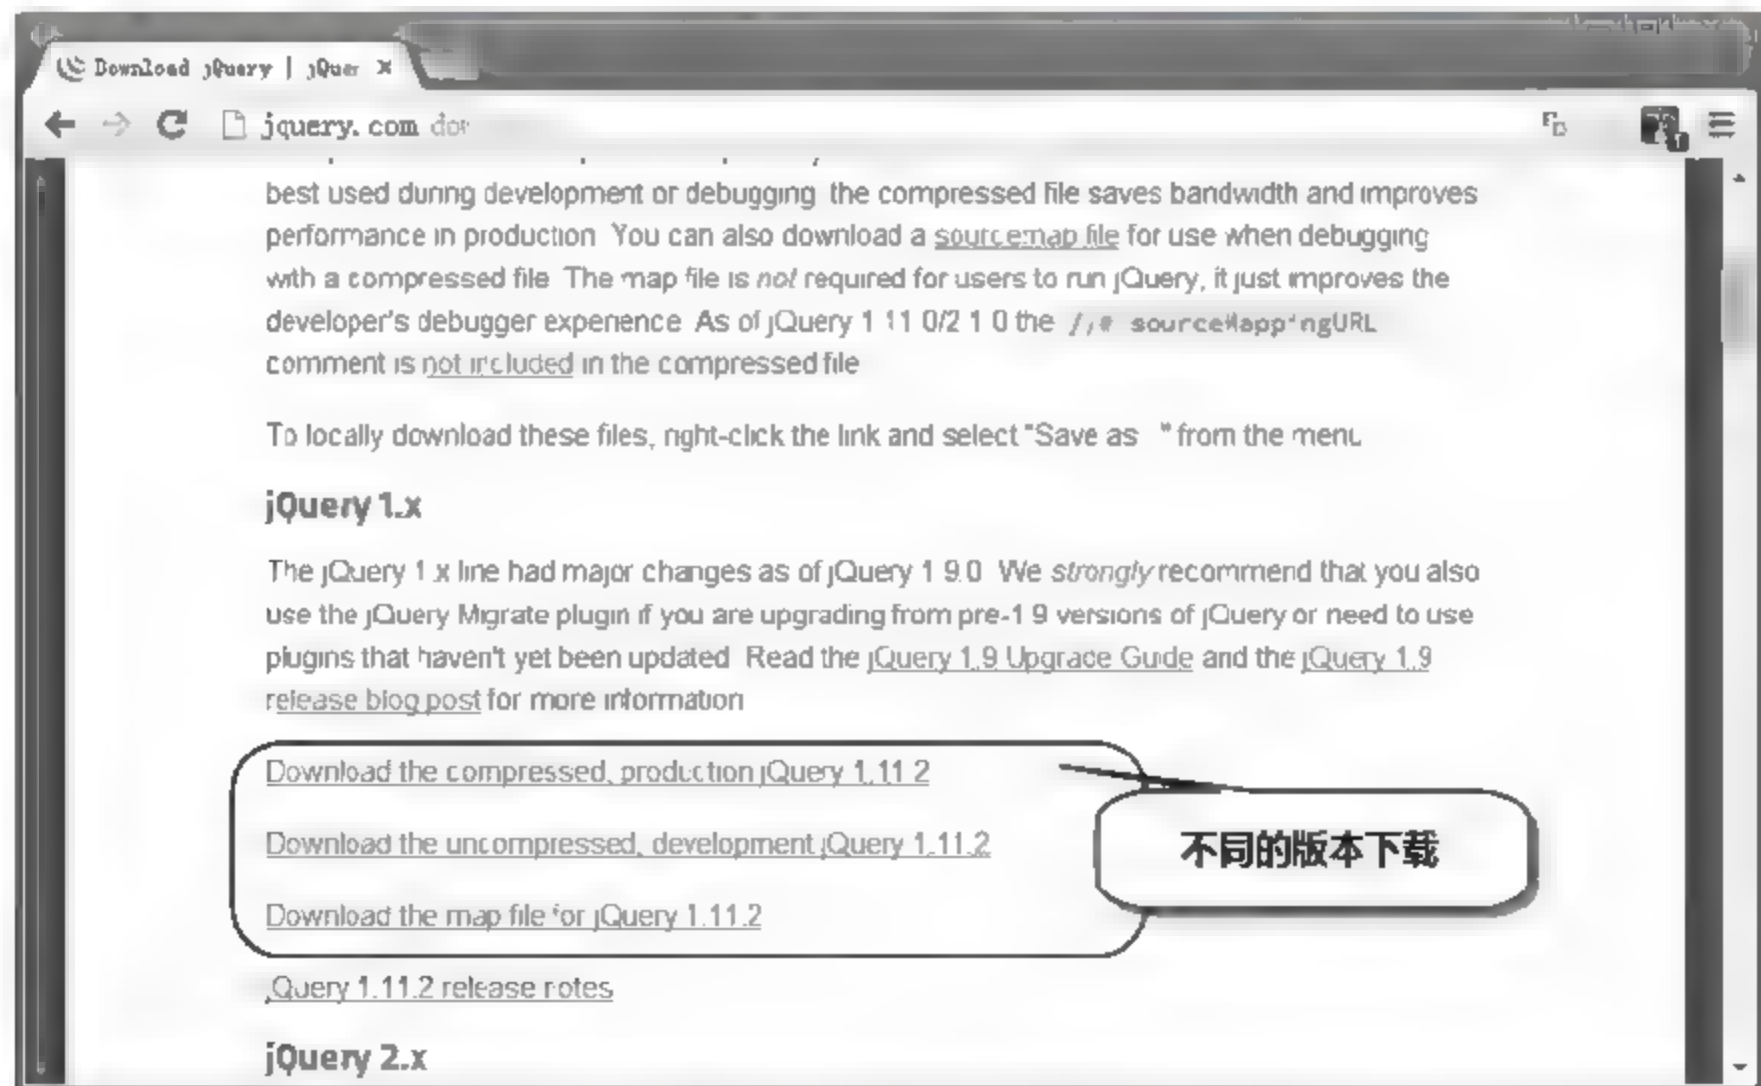 Download jQuery | jQuer
jquery.com
best used during development or debugging the compressed file saves bandwidth and improves
performance in production You can also download a sourcemap file for use when debugging
with a compressed file The map file is not required for users to run jQuery, it just improves the
developer's debugger experience As of jQuery 1 11 0/2 1 0 the //# sourceMappingURL
comment is not included in the compressed file
To locally download these files, right-click the link and select "Save as " from the menu
jQuery 1.x
The jQuery 1 x line had major changes as of jQuery 1 9.0 We strongly recommend that you also
use the jQuery Migrate plugin if you are upgrading from pre-1 9 versions of jQuery or need to use
plugins that haven't yet been updated Read the jQuery 1.9 Upgrade Guide and the jQuery 1.9
release blog post for more information
Download the compressed, production jQuery 1.11 2
不同的版本下载
Download the uncompressed, development jQuery 1.11.2
Download the map file for jQuery 1.11.2
jQuery 1.11.2 release notes
jQuery 2.x